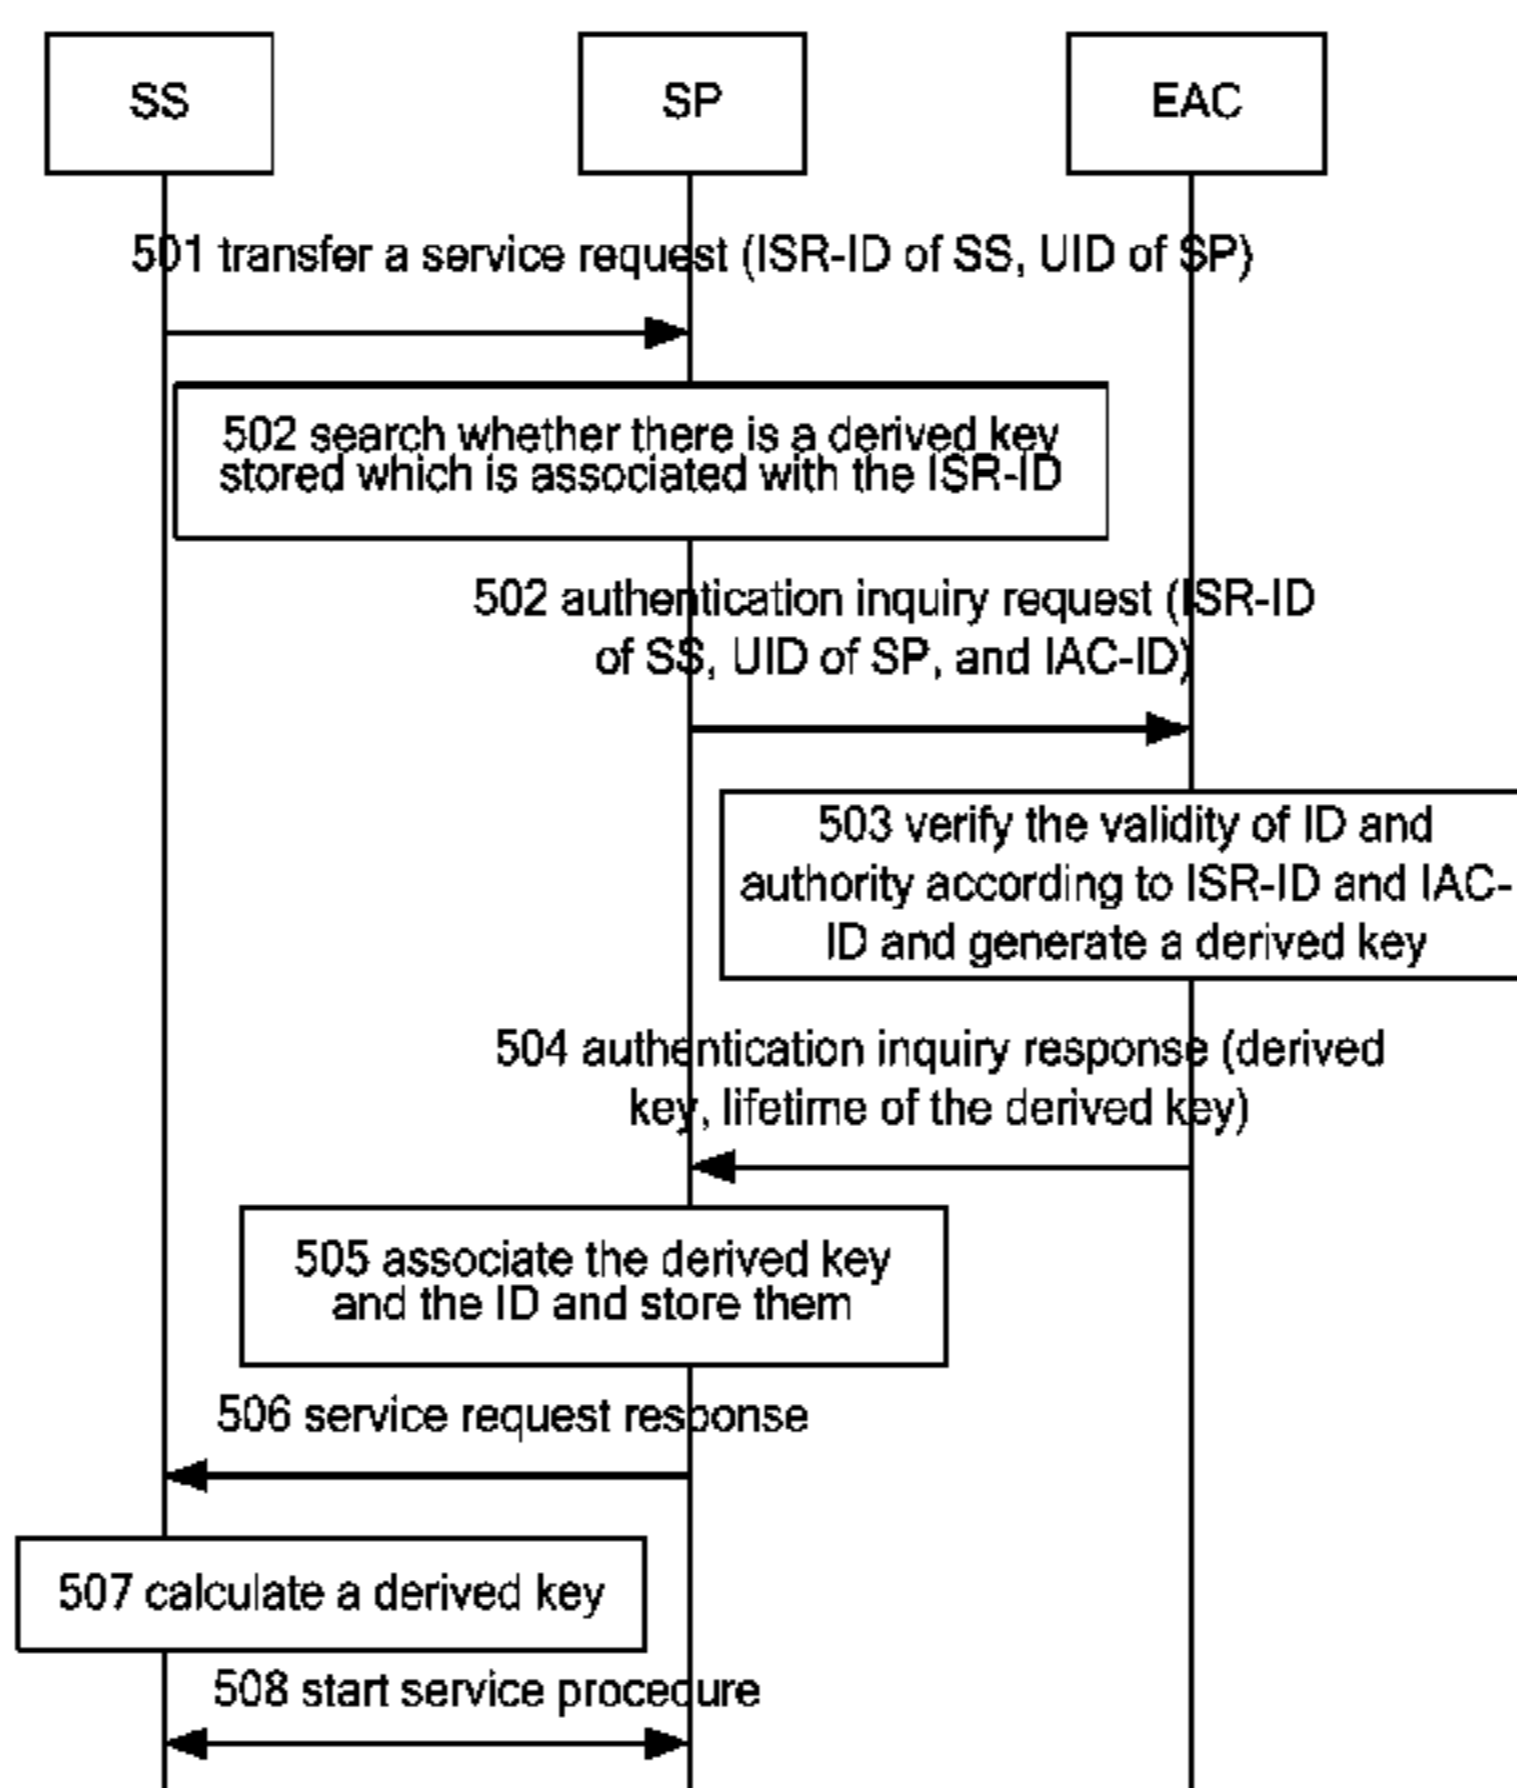 SS
SP
EAC
501 transfer a service request (ISR-ID of SS, UID of SP)
502 search whether there is a derived key
stored which is associated with the ISR-ID
502 authentication inquiry request (ISR-ID
of SS, UID of SP, and IAC-ID)
503 verify the validity of ID and
authority according to ISR-ID and IAC-
ID and generate a derived key
504 authentication inquiry response (derived
key, lifetime of the derived key)
505 associate the derived key
and the ID and store them
506 service request response
507 calculate a derived key
508 start service procedure